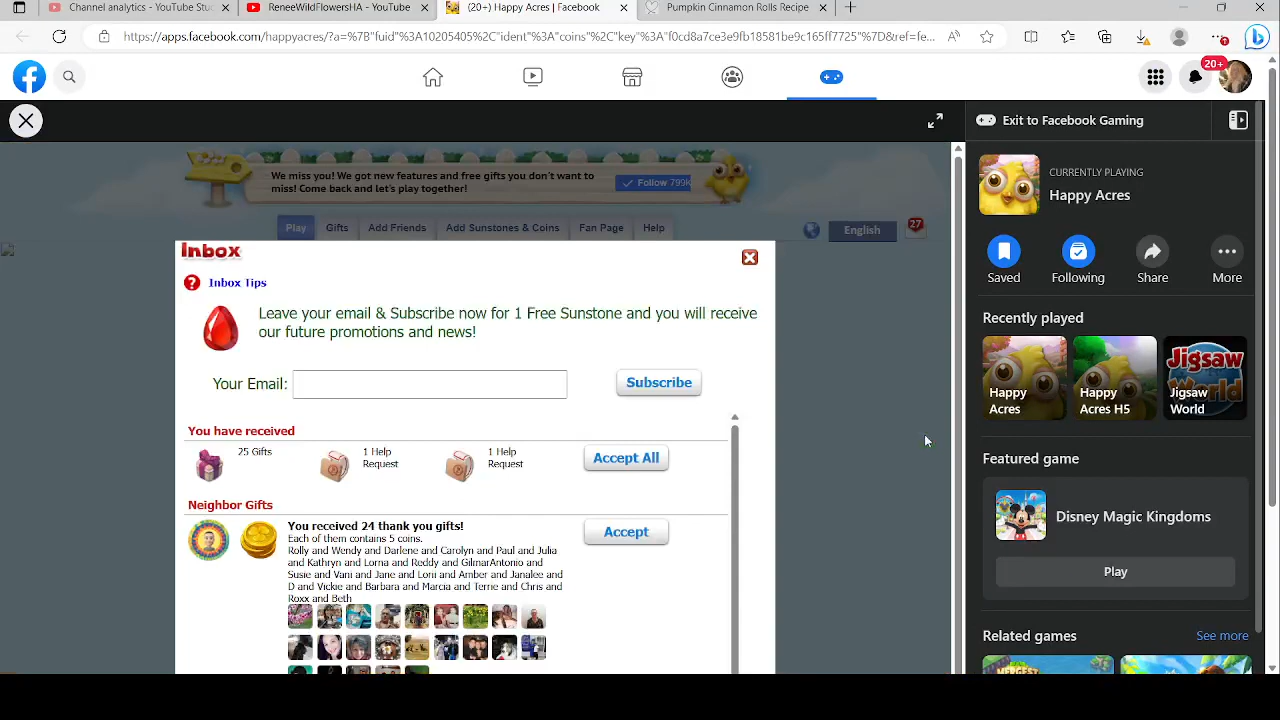 Channel analytics - YouTube Stu
ReneeWildFlowersHA - YouTube
(20+) Happy Acres | Facebook
Pumpkin Cinnamon Rolls Recipe
https://apps.facebook.com/happyacres/?a=%7B"fuid"%3A10205405%2C"ident"%3A"coins"%2C"key"%3A"f0cd8a7ce3e9fb18581be9c165ff7725"%7D&ref=fe...
20+
Exit to Facebook Gaming
We miss you! We got new features and free gifts you don't want to
miss! Come back and let's play together!
Follow 799k
CURRENTLY PLAYING
Happy Acres
Play Gifts Add Friends Add Sunstones & Coins Fan Page Help
English
27
Inbox
Inbox Tips
Saved Following Share More
Leave your email & Subscribe now for 1 Free Sunstone and you will receive
our future promotions and news!
Your Email:
Subscribe
Recently played
Happy
Acres
Happy
Acres H5
Jigsaw
World
Jigsaw
World
You have received
25 Gifts
1 Help
Request
1 Help
Request
Accept All
Featured game
Disney Magic Kingdoms
Play
Neighbor Gifts
You received 24 thank you gifts!
Each of them contains 5 coins.
Rolly and Wendy and Darlene and Carolyn and Paul and Julia
and Kathryn and Lorna and Reddy and GilmarAntonio and
Susie and Vani and Jane and Loni and Amber and Janalee and
D and Vickie and Barbara and Marcia and Terrie and Chris and
Roxx and Beth
Accept
Related games
See more